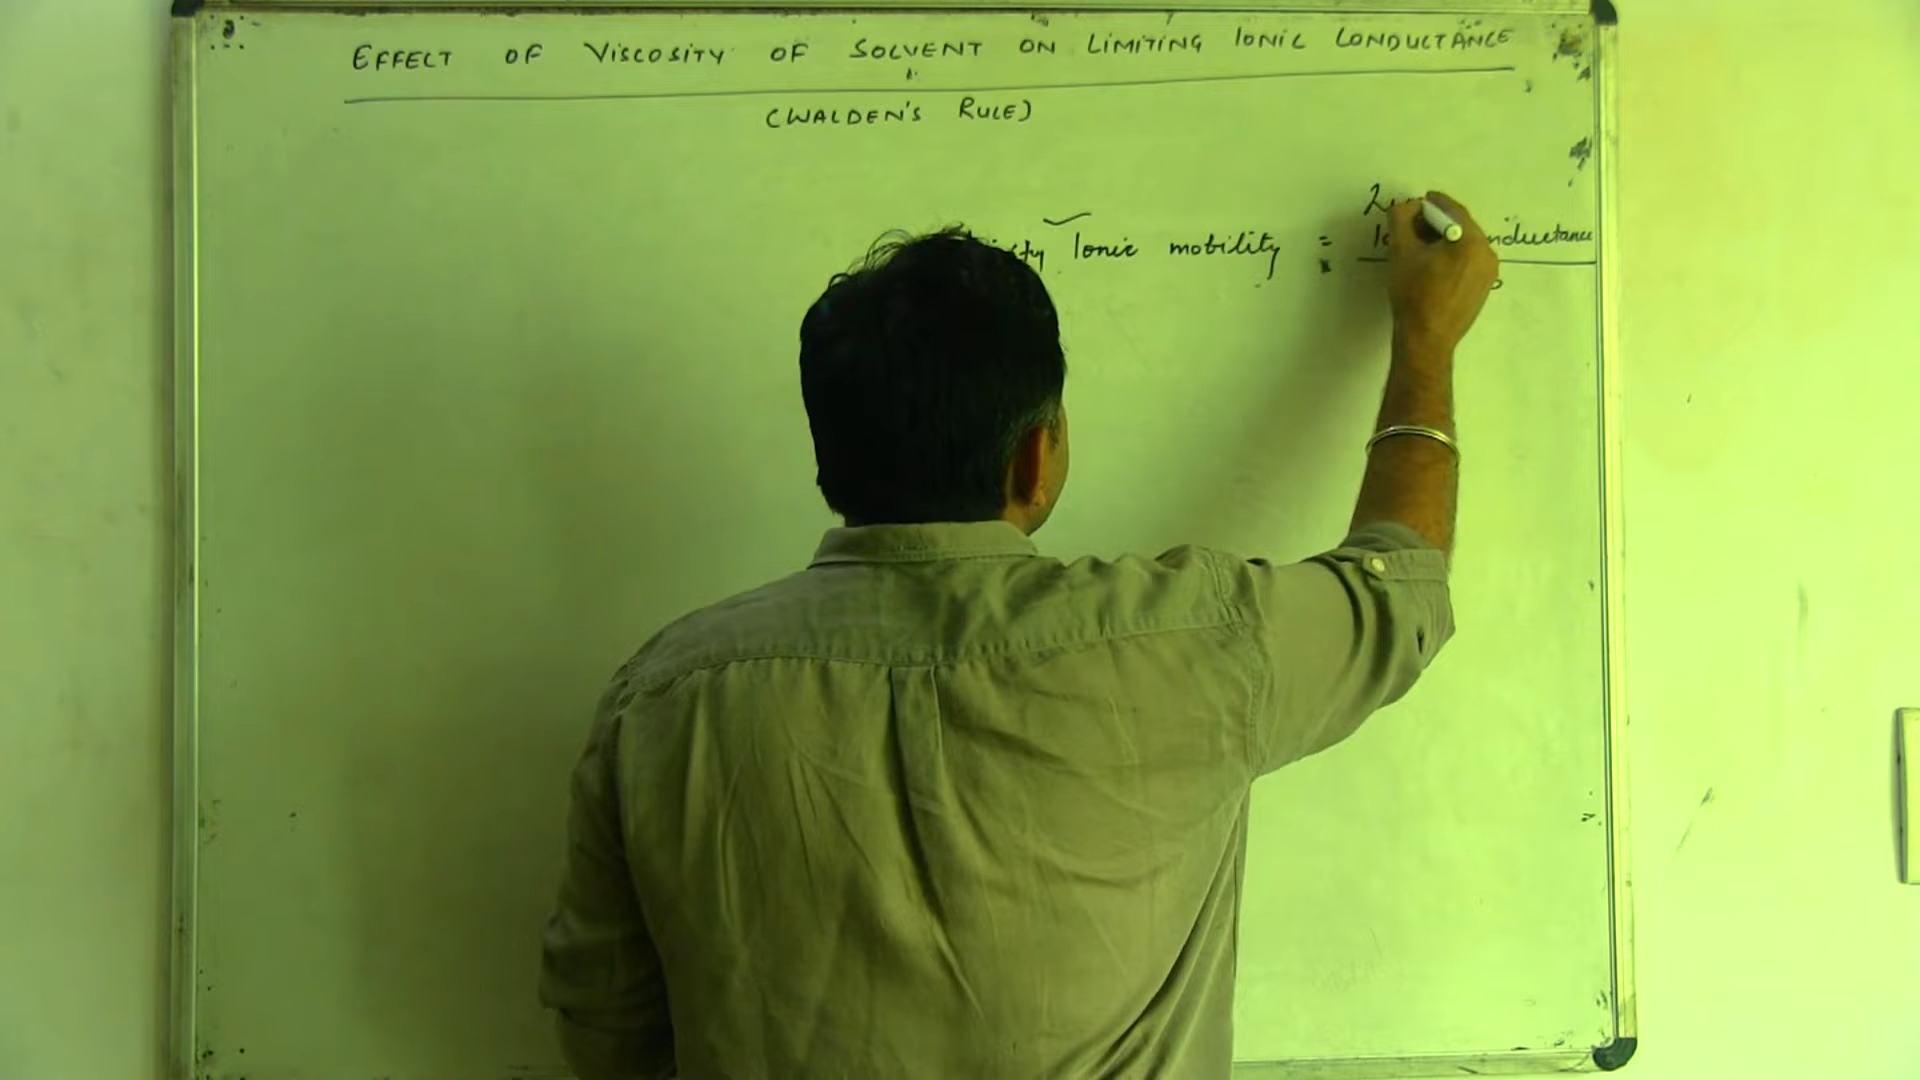 EFFECT OF VISCOSITY OF SOLVENT ON LIMITING IONIC CONDUCTANCE
(WALDEN'S RULE)
Ionic mobility =